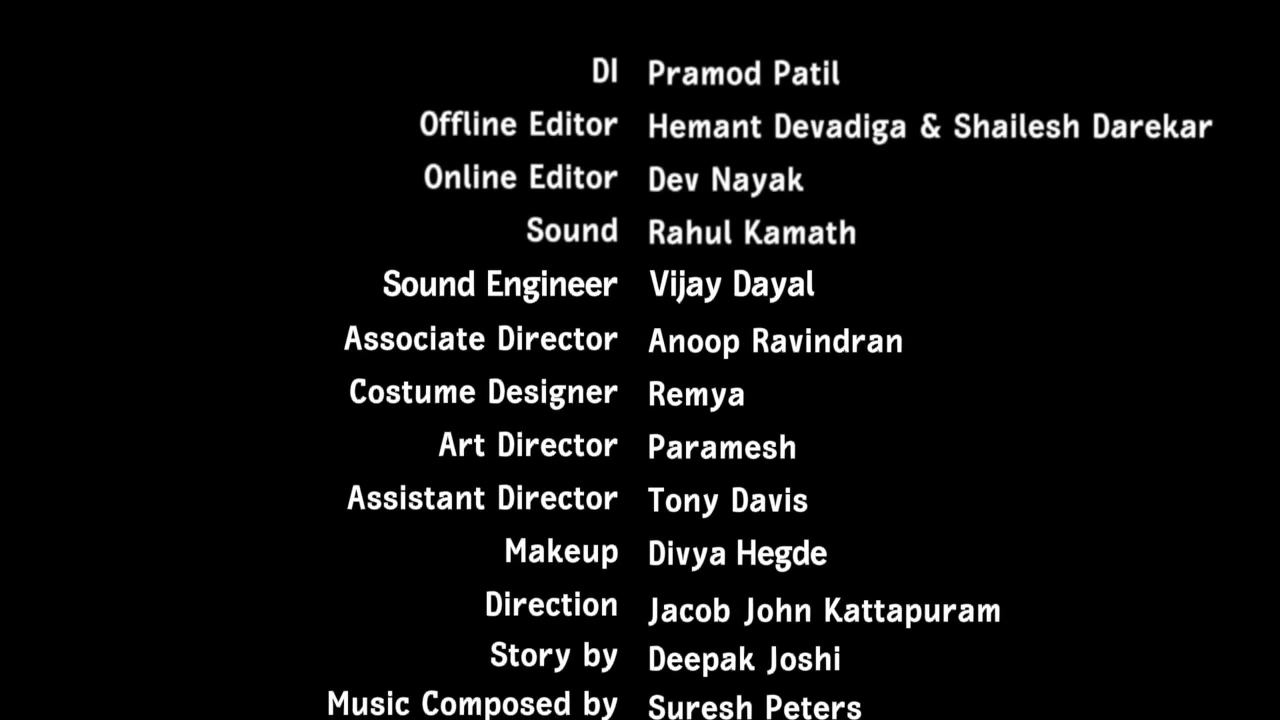 DI Pramod Patil
Offline Editor Hemant Devadiga & Shailesh Darekar
Online Editor Dev Nayak
Sound Rahul Kamath
Sound Engineer Vijay Dayal
Associate Director Anoop Ravindran
Costume Designer Remya
Art Director Paramesh
Assistant Director Tony Davis
Makeup Divya Hegde
Direction Jacob John Kattapuram
Story by Deepak Joshi
Music Composed by Suresh Peters